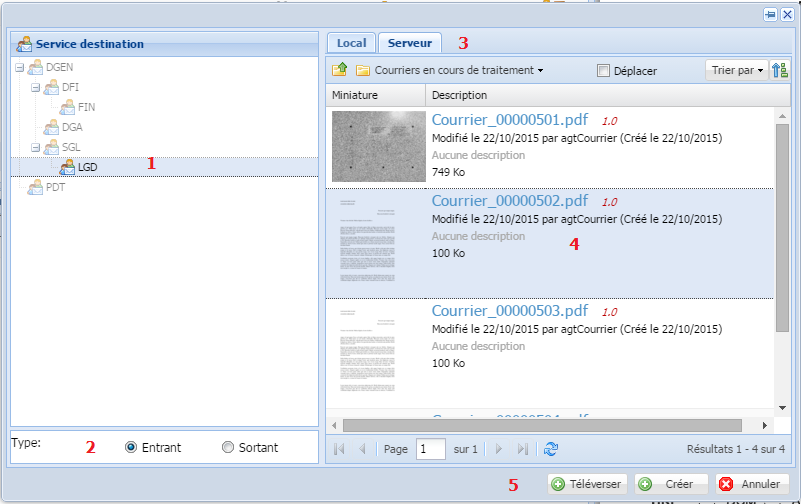 Service destination
DGEN
DFI
FIN
DGA
SGL
LGD
1
PDT
Type:
2
Entrant
Sortant
Local
Serveur
3
Courriers en cours de traitement
Déplacer
Trier par
Miniature
Description
Courrier_00000501.pdf 1.0
Modifié le 22/10/2015 par agtCourrier (Créé le 22/10/2015)
Aucune description
749 Ko
Courrier_00000502.pdf 1.0
Modifié le 22/10/2015 par agtCourrier (Créé le 22/10/2015)
Aucune description
4
100 Ko
Courrier_00000503.pdf 1.0
Modifié le 22/10/2015 par agtCourrier (Créé le 22/10/2015)
Aucune description
100 Ko
Page 1 sur 1
Résultats 1 - 4 sur 4
5
Téléverser
Créer
Annuler